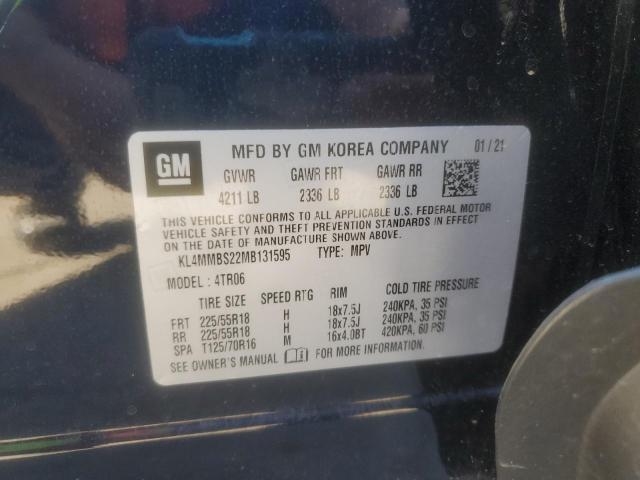 GM
MFD BY GM KOREA COMPANY 01/21
GVWR GAWR FRT GAWR RR
4211 LB 2336 LB 2336 LB
THIS VEHICLE CONFORMS TO ALL APPLICABLE U.S. FEDERAL MOTOR
VEHICLE SAFETY AND THEFT PREVENTION STANDARDS IN EFFECT
ON THE DATE OF MANUFACTURE SHOWN ABOVE.
KL4MMBS22MB131595 TYPE: MPV
MODEL: 4TR06
TIRE SIZE SPEED RTG RIM COLD TIRE PRESSURE
FRT 225/55R18 H 18x7.5J 240KPA, 35 PSI
RR 225/55R18 H 18x7.5J 240KPA, 35 PSI
SPA T125/70R16 M 16x4.0BT 420KPA, 60 PSI
SEE OWNER'S MANUAL FOR MORE INFORMATION.